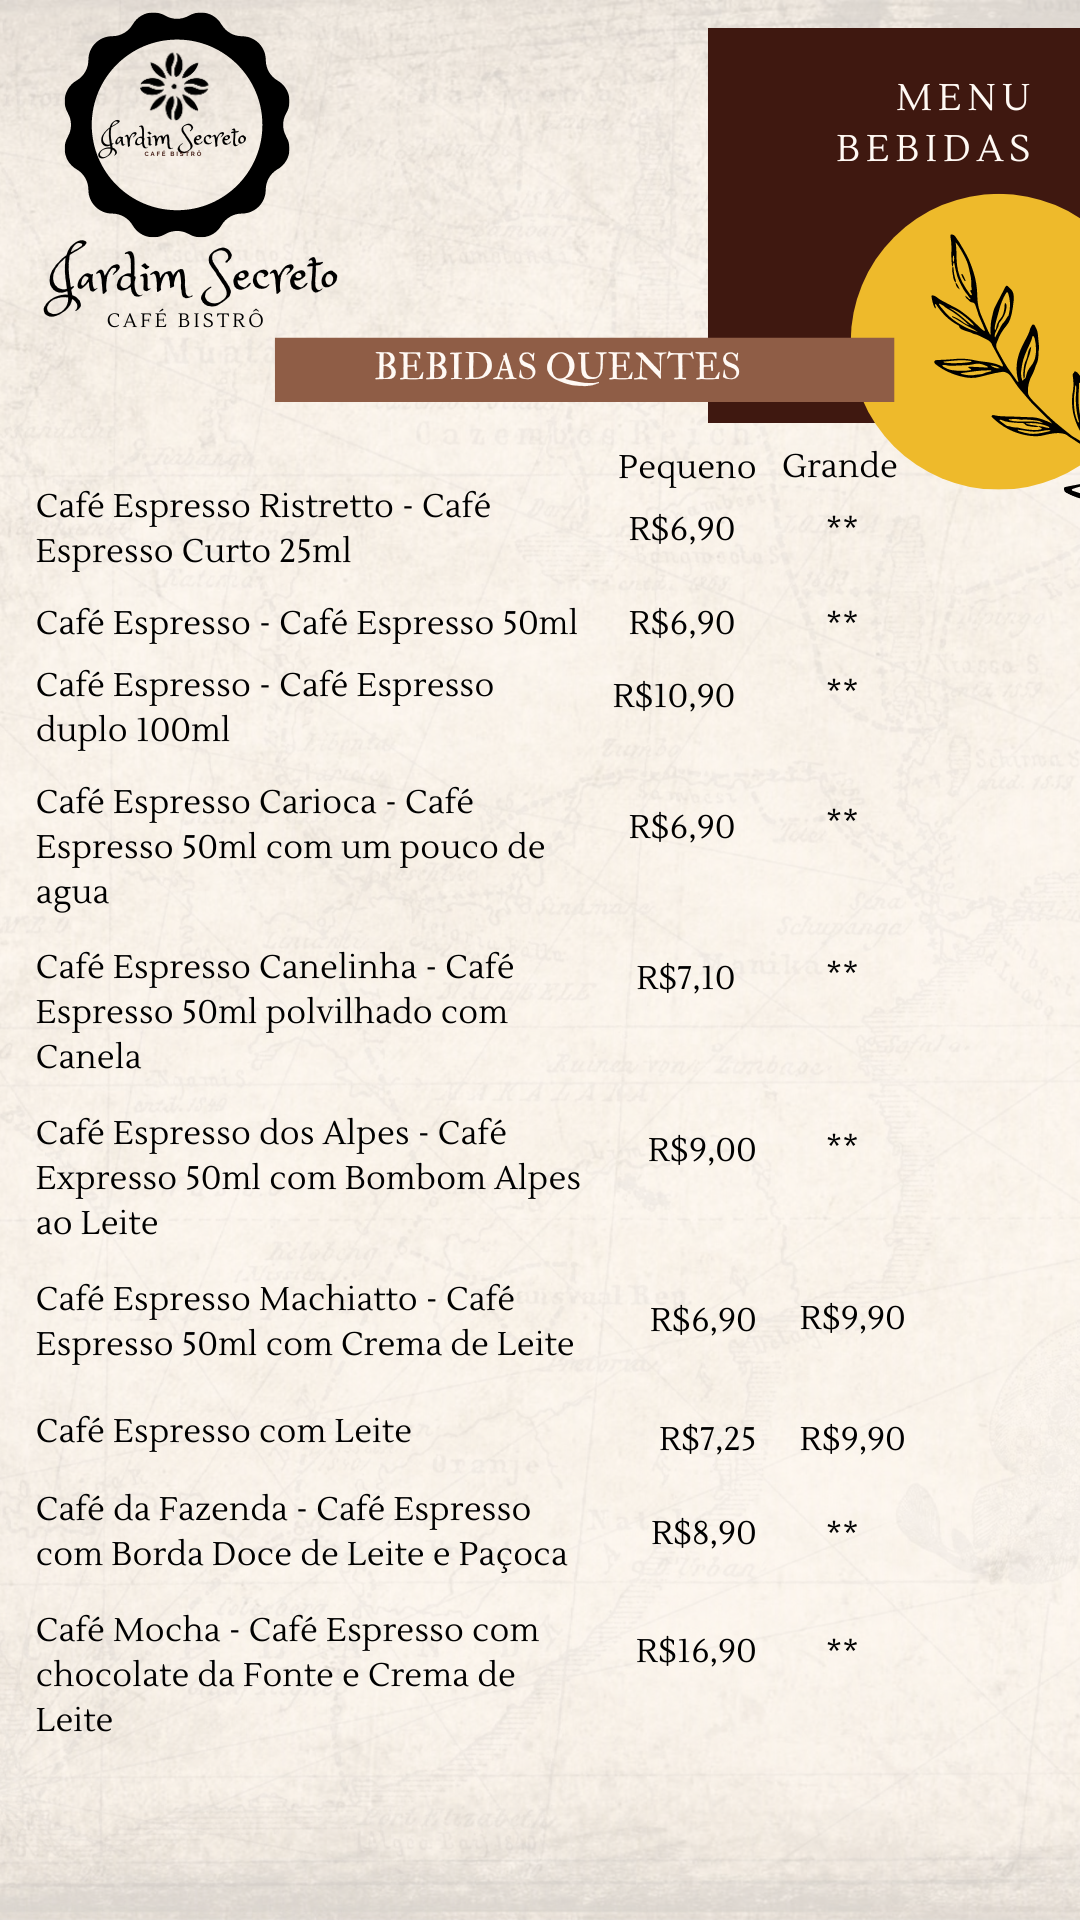 Jardim Secreto
CAFÉ BISTRÔ
MENU
BEBIDAS
Jardim Secreto
CAFÉ BISTRÔ
BEBIDAS QUENTES
Pequeno Grande
Café Espresso Ristretto - Café
Espresso Curto 25ml
R$6,90 **
Café Espresso - Café Espresso 50ml R$6,90 **
Café Espresso - Café Espresso
duplo 100ml
R$10,90 **
Café Espresso Carioca - Café
Espresso 50ml com um pouco de
agua
R$6,90 **
Café Espresso Canelinha - Café
Espresso 50ml polvilhado com
Canela
R$7,10 **
Café Espresso dos Alpes - Café
Expresso 50ml com Bombom Alpes
ao Leite
R$9,00 **
Café Espresso Machiatto - Café
Espresso 50ml com Crema de Leite
R$6,90 R$9,90
Café Espresso com Leite R$7,25 R$9,90
Café da Fazenda - Café Espresso
com Borda Doce de Leite e Paçoca
R$8,90 **
Café Mocha - Café Espresso com
chocolate da Fonte e Crema de
Leite
R$16,90 **